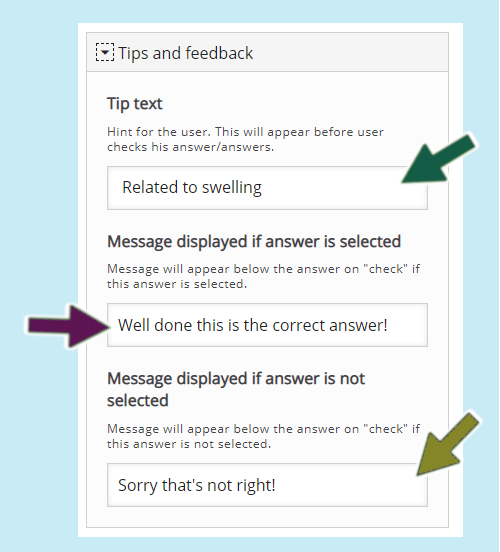 Tips and feedback
Tip text
Hint for the user. This will appear before user
checks his answer/answers.
Related to swelling
Message displayed if answer is selected
Message will appear below the answer on "check" if
this answer is selected.
Well done this is the correct answer!
Message displayed if answer is not
selected
Message will appear below the answer on "check" if
this answer is not selected.
Sorry that's not right!